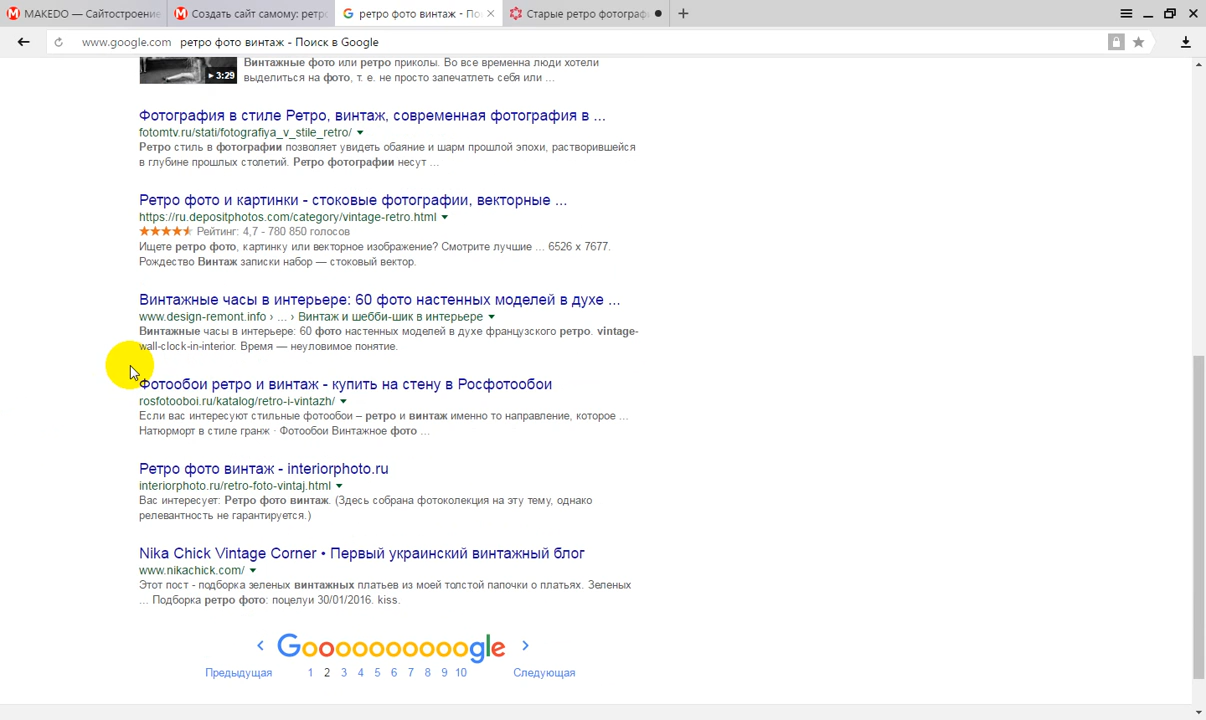 MAKEDO — Сайтостроение
Создать сайт самому: ретро
ретро фото винтаж - По
Старые ретро фотограф
www.google.com ретро фото винтаж - Поиск в Google
3:29
Винтажные фото или ретро приколы. Во все временна люди хотели
выделиться на фото, т. е. не просто запечатлеть себя или ...
Фотография в стиле Ретро, винтаж, современная фотография в ...
fotomtv.ru/stati/fotografiya_v_stile_retro/
Ретро стиль в фотографии позволяет увидеть обаяние и шарм прошлой эпохи, растворившейся
в глубине прошлых столетий. Ретро фотографии несут ...
Ретро фото и картинки - стоковые фотографии, векторные ...
https://ru.depositphotos.com/category/vintage-retro.html
Рейтинг: 4,7 - 780 850 голосов
Ищете ретро фото, картинку или векторное изображение? Смотрите лучшие ... 6526 x 7677.
Рождество Винтаж записки набор — стоковый вектор.
Винтажные часы в интерьере: 60 фото настенных моделей в духе ...
www.design-remont.info › ... › Винтаж и шебби-шик в интерьере
Винтажные часы в интерьере: 60 фото настенных моделей в духе французского ретро. vintage-
wall-clock-in-interior. Время — неуловимое понятие.
Фотообои ретро и винтаж - купить на стену в Росфотообои
rosfotooboi.ru/katalog/retro-i-vintazh/
Если вас интересуют стильные фотообои – ретро и винтаж именно то направление, которое ...
Натюрморт в стиле гранж · Фотообои Винтажное фото ...
Ретро фото винтаж - interiorphoto.ru
interiorphoto.ru/retro-foto-vintaj.html
Вас интересует: Ретро фото винтаж. (Здесь собрана фотоколекция на эту тему, однако
релевантность не гарантируется.)
Nika Chick Vintage Corner • Первый украинский винтажный блог
www.nikachick.com/
Этот пост - подборка зеленых винтажных платьев из моей толстой папочки о платьях. Зеленых
... Подборка ретро фото: поцелуи 30/01/2016. kiss.
Goooooooooogle
Предыдущая 1 2 3 4 5 6 7 8 9 10 Следующая